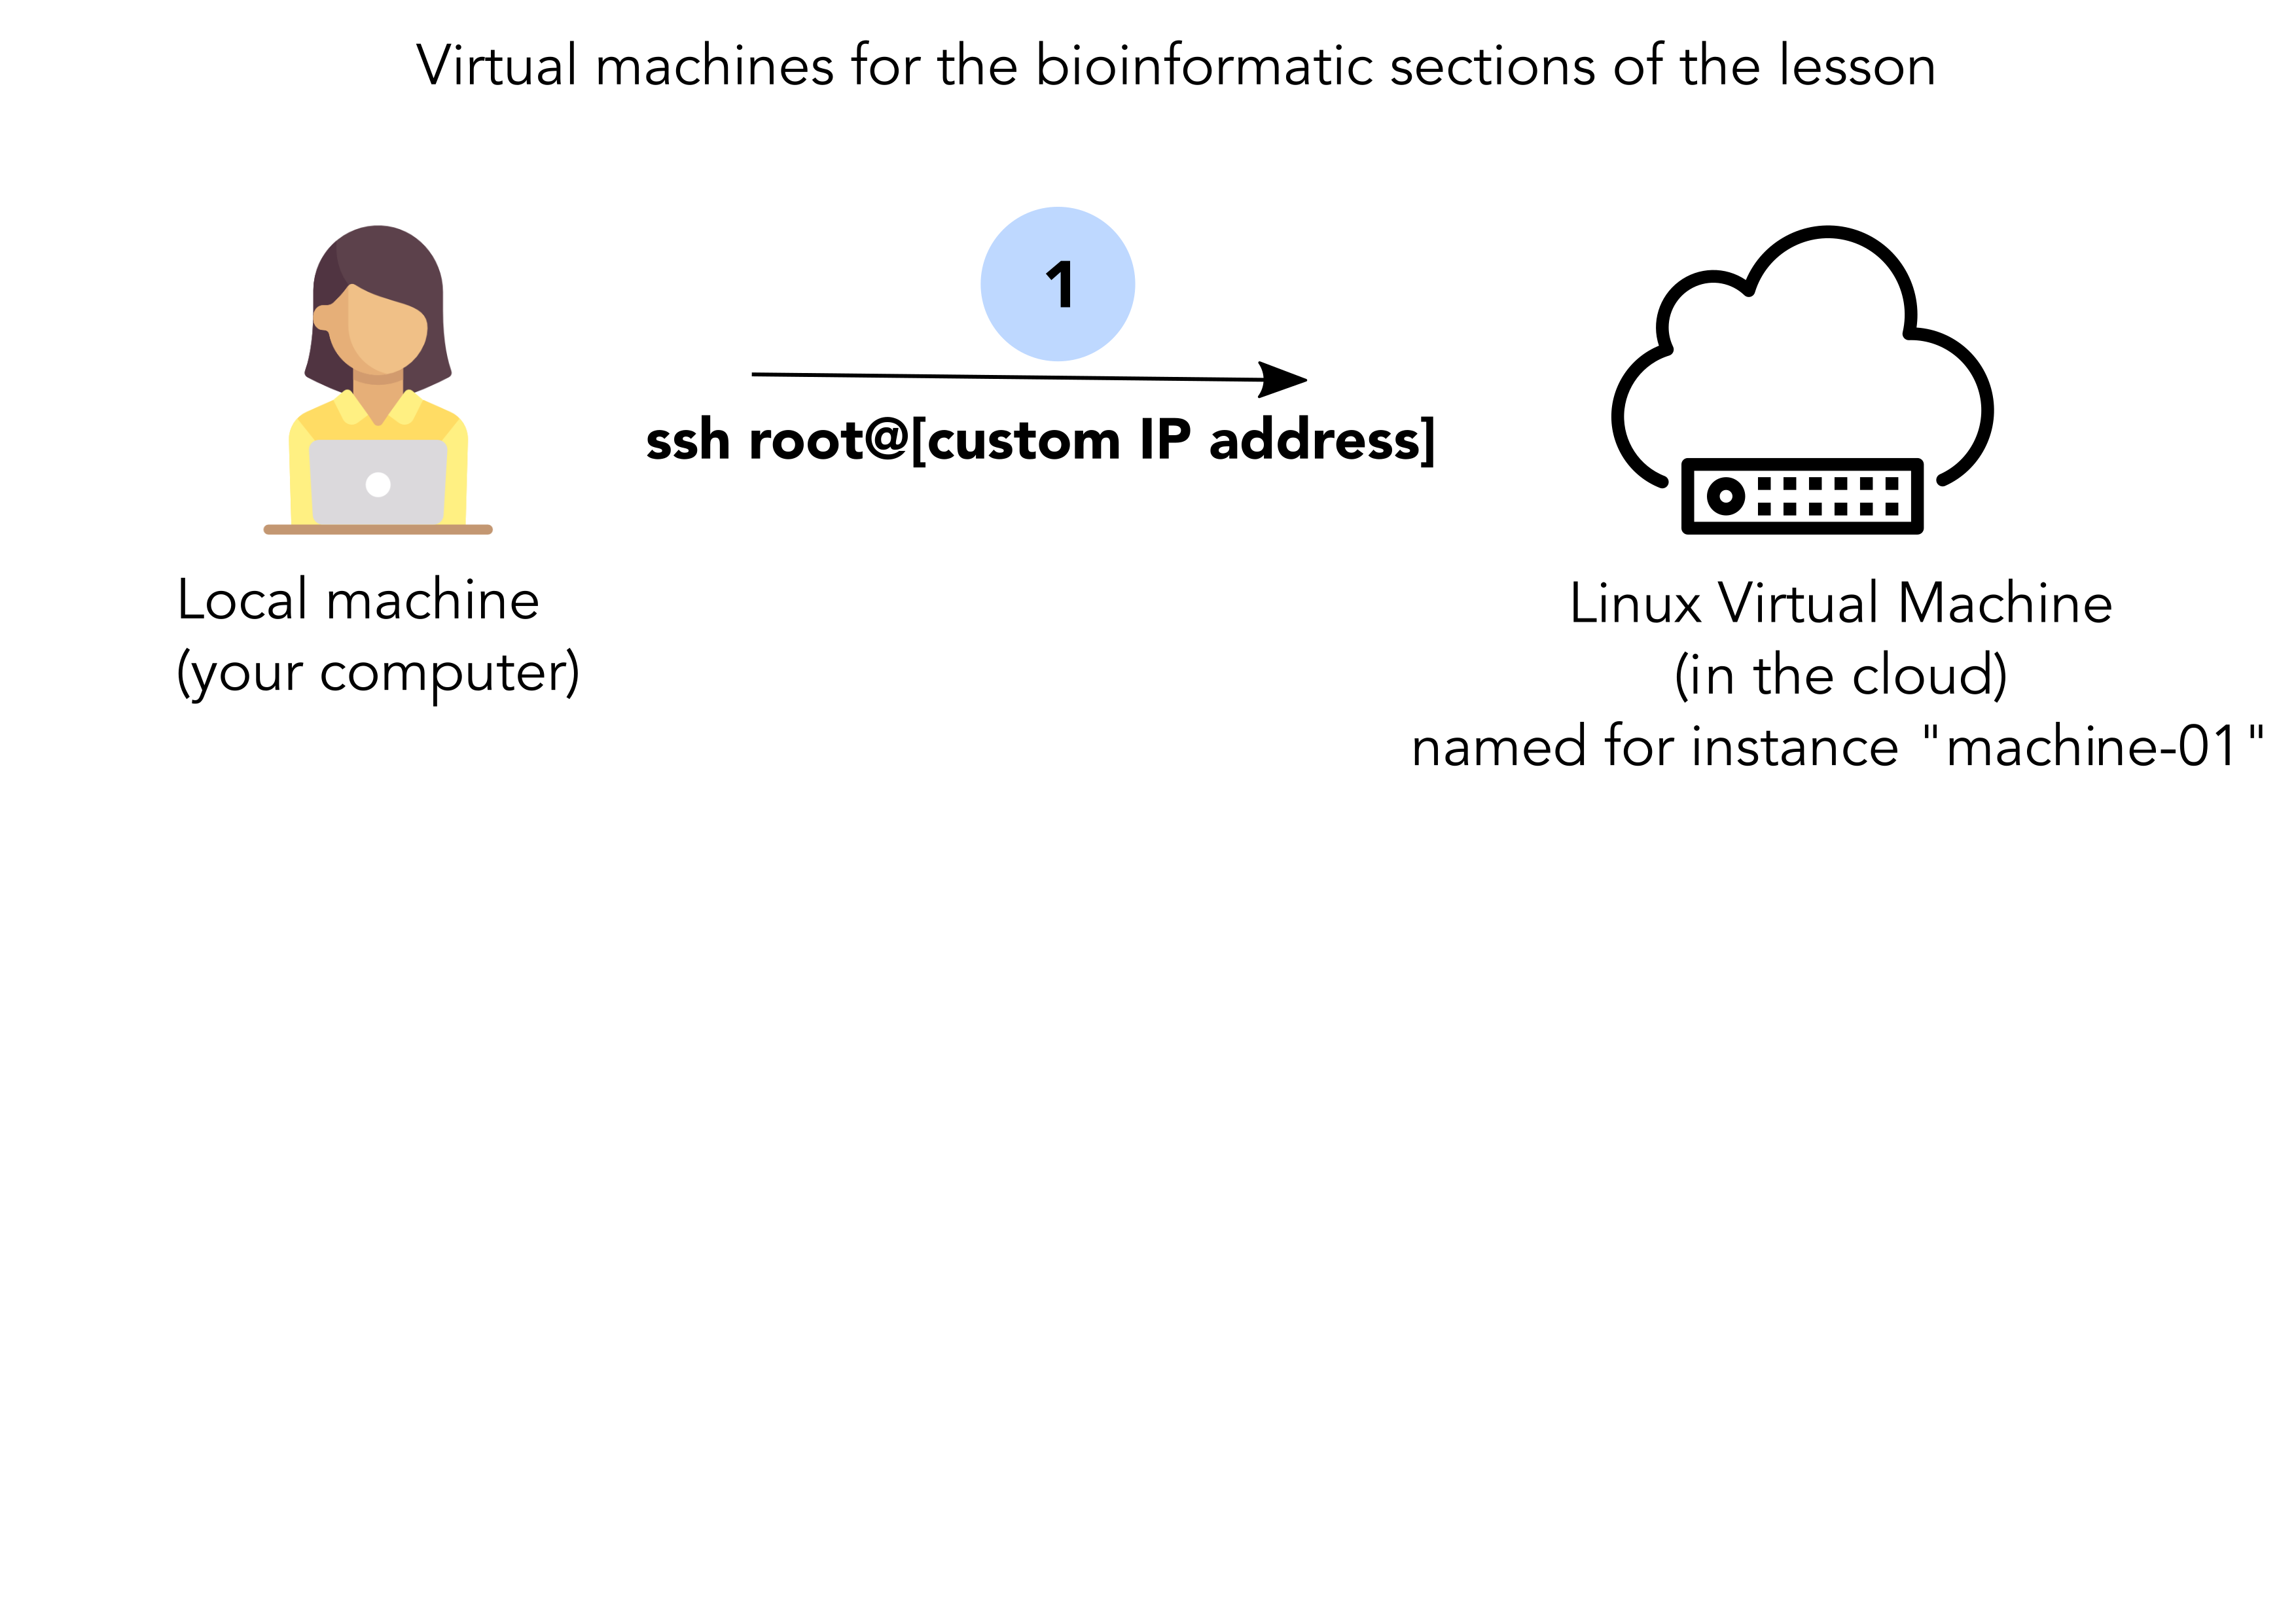 Virtual machines for the bioinformatic sections of the lesson
1
ssh root@[custom IP address]
Local machine
(your computer)
Linux Virtual Machine
(in the cloud)
named for instance "machine-01"